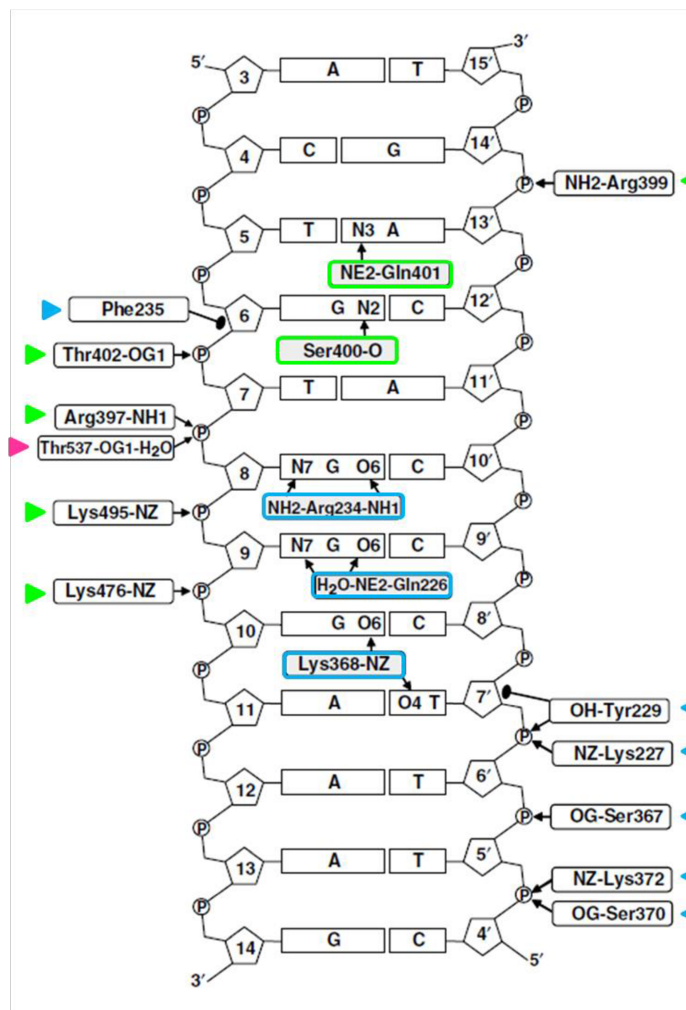 5′ 3 A T 15′ 3′
P P
4 C G 14′
P P NH2-Arg399
5 T N3 A 13′
P NE2-Gln401 P
Phe235 6 G N2 C 12′
Thr402-OG1 P Ser400-O P
7 T A 11′
Arg397-NH1 P P
Thr537-OG1-H2O
8 N7 G O6 C 10′
Lys495-NZ P NH2-Arg234-NH1 P
9 N7 G O6 C 9′
Lys476-NZ P H2O-NE2-Gln226 P
10 G O6 C 8′
P Lys368-NZ P
11 A O4 T 7′ OH-Tyr229
P P NZ-Lys227
12 A T 6′
P P OG-Ser367
13 A T 5′
P P NZ-Lys372
OG-Ser370
14 G C 4′
3′ 5′